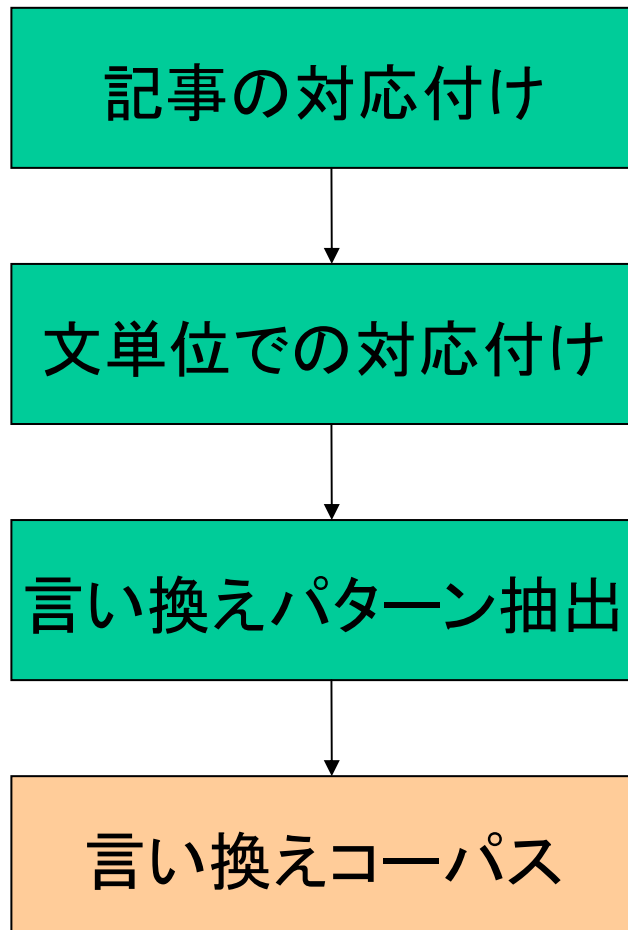 記事の対応付け
文単位での対応付け
言い換えパターン抽出
言い換えコーパス